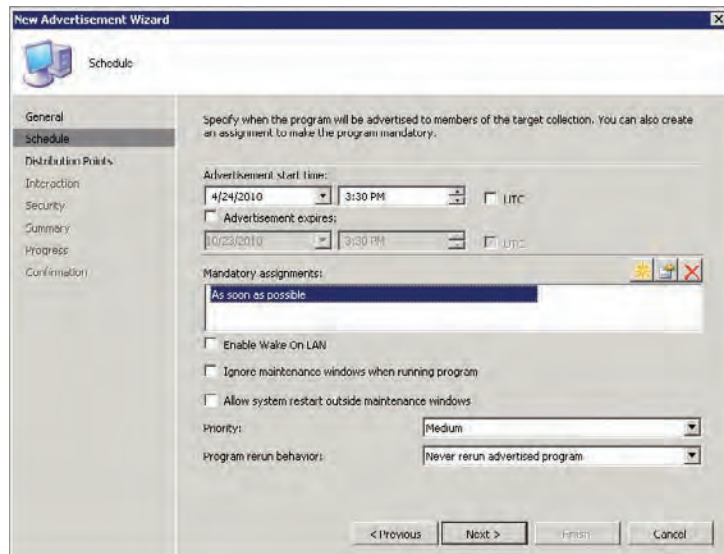 New Advertisement Wizard
Schedule
General
Schedule
Distribution Points
Interaction
Security
Summary
Progress
Confirmation
Specify when the program will be advertised to members of the target collection. You can also create
an assignment to make the program mandatory.
Advertisement start time:
4/24/2010
3:30 PM
UTC
Advertisement expires:
10/23/2010
3:30 PM
UTC
Mandatory assignments:
As soon as possible
Enable Wake On LAN
Ignore maintenance windows when running program
Allow system restart outside maintenance windows
Priority:
Medium
Program rerun behavior:
Never rerun advertised program
< Previous
Next >
Finish
Cancel